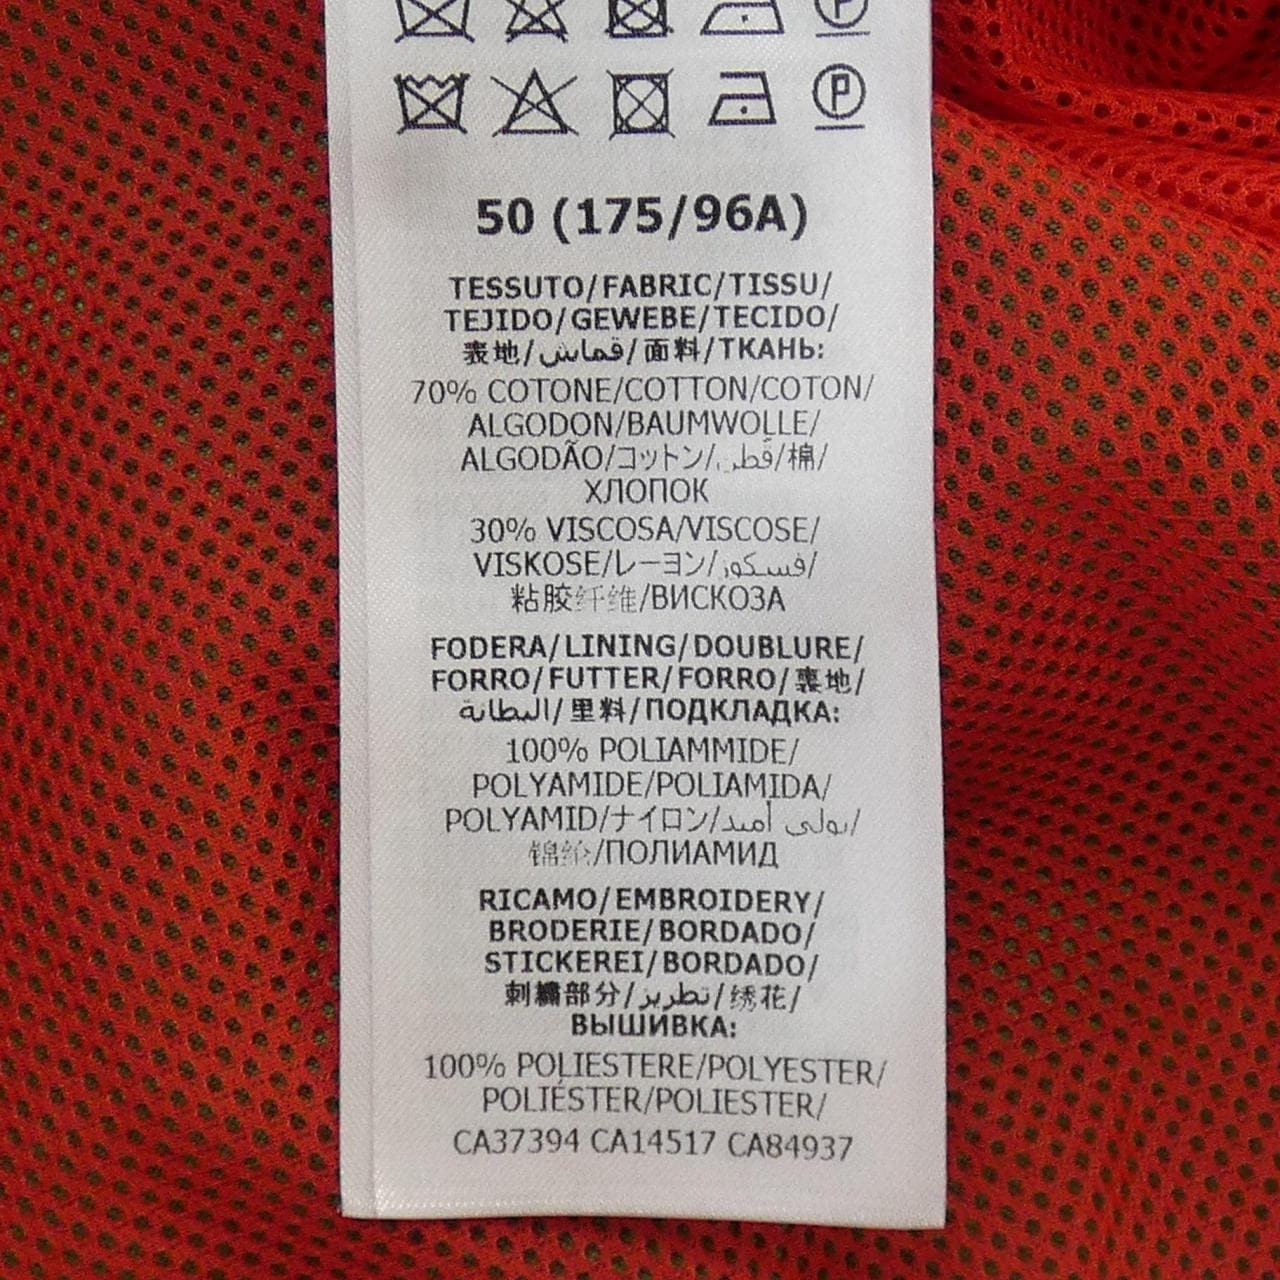 50 (175/96A)
TESSUTO/FABRIC/TISSU/
TEJIDO/GEWEBE/TECIDO/
表地/قماش/面料/ТКАНЬ:
70% COTONE/COTTON/COTON/
ALGODON/BAUMWOLLE/
ALGODÃO/コットン/قطن/棉/
ХЛОПОК
30% VISCOSA/VISCOSE/
VISKOSE/レーヨン/فسكوز/
粘胶纤维/ВИСКОЗА
FODERA/LINING/DOUBLURE/
FORRO/FUTTER/FORRO/裏地/
البطانة/里料/ПОДКЛАДКА:
100% POLIAMMIDE/
POLYAMIDE/POLIAMIDA/
POLYAMID/ナイロン/بولي أميد/
锦纶/ПОЛИАМИД
RICAMO/EMBROIDERY/
BRODERIE/BORDADO/
STICKEREI/BORDADO/
刺繍部分/تطريز/绣花/
ВЫШИВКА:
100% POLIESTERE/POLYESTER/
POLIÉSTER/POLIESTER/
CA37394 CA14517 CA84937